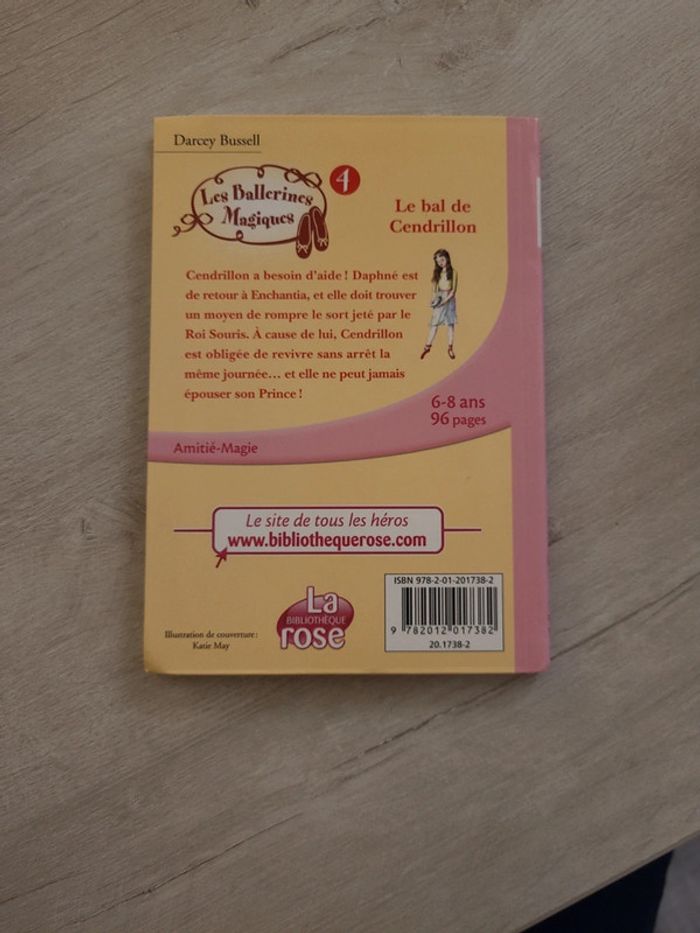 Darcey Bussell
Les Ballerines
Magiques
4
Le bal de
Cendrillon
Cendrillon a besoin d'aide ! Daphné est
de retour à Enchantia, et elle doit trouver
un moyen de rompre le sort jeté par le
Roi Souris. À cause de lui, Cendrillon
est obligée de revivre sans arrêt la
même journée... et elle ne peut jamais
épouser son Prince !
6-8 ans
96 pages
Amitié-Magie
Le site de tous les héros
www.bibliothequerose.com
La
BIBLIOTHÈQUE
rose
Illustration de couverture :
Katie May
ISBN 978-2-01-201738-2
9 782012 017382
20.1738-2